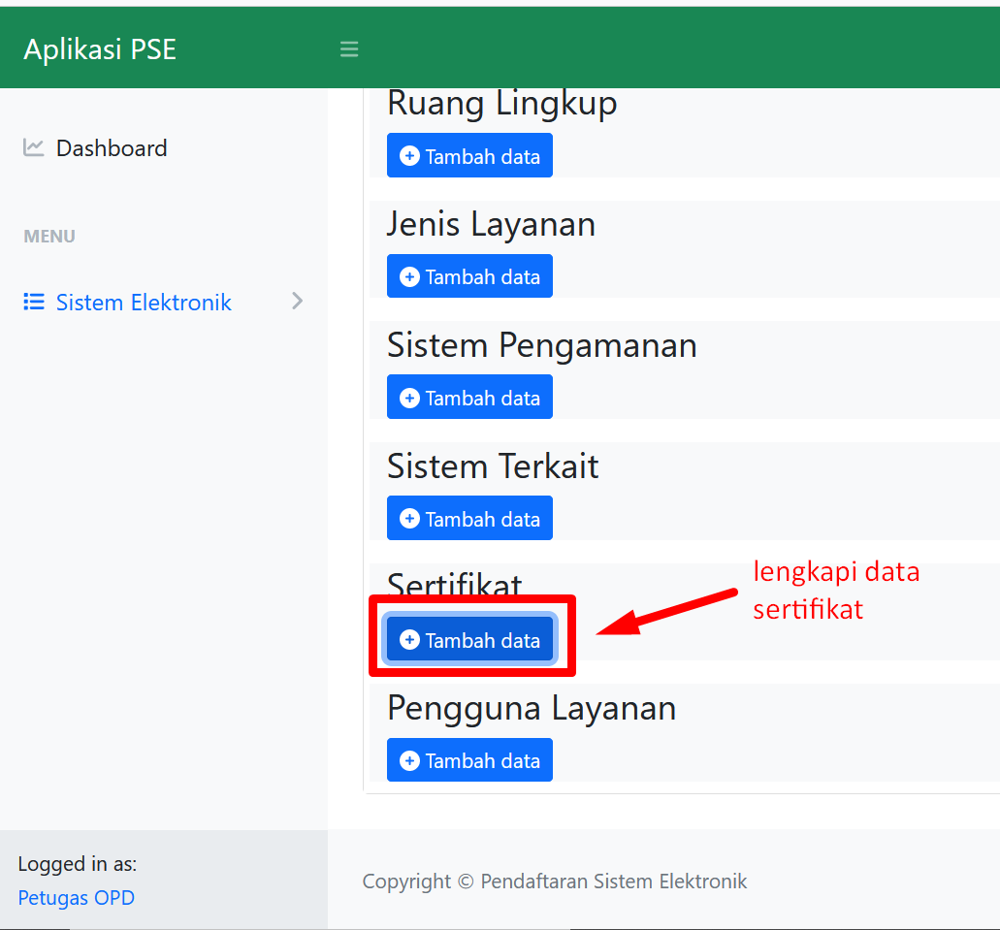 Aplikasi PSE
Dashboard
MENU
Sistem Elektronik
Ruang Lingkup
Tambah data
Jenis Layanan
Tambah data
Sistem Pengamanan
Tambah data
Sistem Terkait
Tambah data
Sertifikat
Tambah data
lengkapi data
sertifikat
Pengguna Layanan
Tambah data
Logged in as:
Petugas OPD
Copyright © Pendaftaran Sistem Elektronik